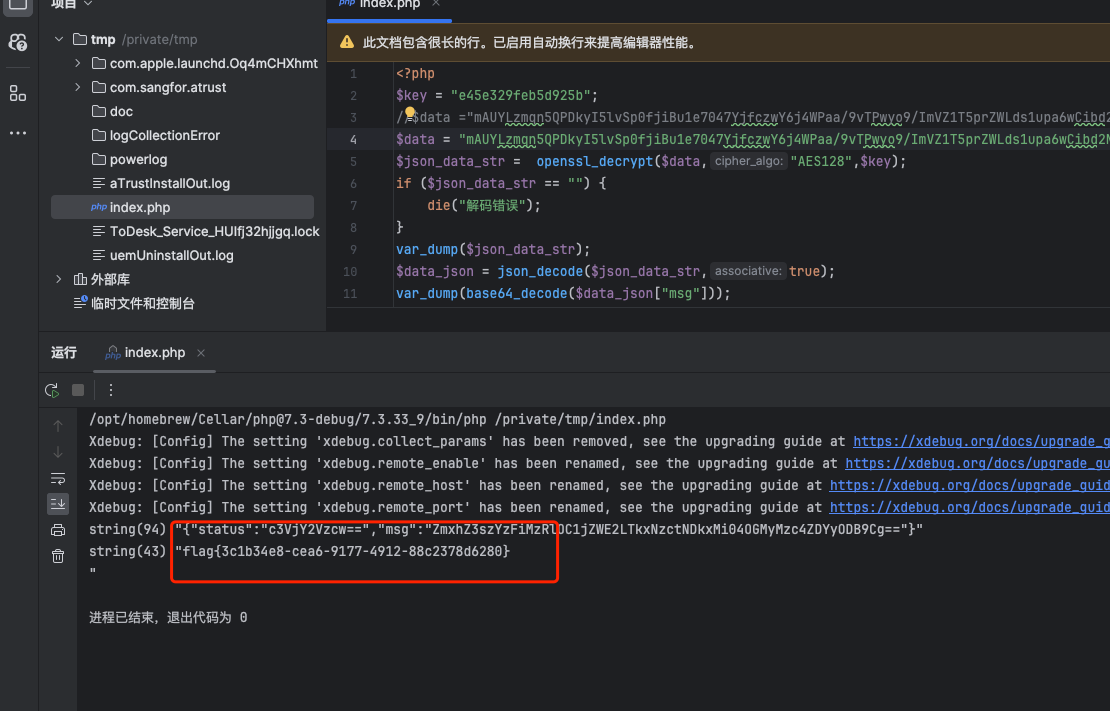 项目
tmp /private/tmp
com.apple.launchd.Oq4mCHXhmt
com.sangfor.atrust
doc
logCollectionError
powerlog
aTrustInstallOut.log
php index.php
ToDesk_Service_HUIfj32hjjgq.lock
uemUninstallOut.log
外部库
临时文件和控制台
php index.php ×
此文档包含很长的行。已启用自动换行来提高编辑器性能。
1 <?php
2 $key = "e45e329feb5d925b";
3 //$data ="mAUYLzmqn5QPDkyI5lvSp0fjiBu1e7047YjfczwY6j4WPaa/9vTPwyo9/ImVZ1T5prZWLds1upa6wCibd2
4 $data = "mAUYLzmqn5QPDkyI5lvSp0fjiBu1e7047YjfczwY6j4WPaa/9vTPwyo9/ImVZ1T5prZWLds1upa6wCibd2M
5 $json_data_str = openssl_decrypt($data, cipher_algo: "AES128",$key);
6 if ($json_data_str == "") {
7 die("解码错误");
8 }
9 var_dump($json_data_str);
10 $data_json = json_decode($json_data_str, associative: true);
11 var_dump(base64_decode($data_json["msg"]));
运行 php index.php ×
/opt/homebrew/Cellar/php@7.3-debug/7.3.33_9/bin/php /private/tmp/index.php
Xdebug: [Config] The setting 'xdebug.collect_params' has been removed, see the upgrading guide at https://xdebug.org/docs/upgrade_g
Xdebug: [Config] The setting 'xdebug.remote_enable' has been renamed, see the upgrading guide at https://xdebug.org/docs/upgrade_gu
Xdebug: [Config] The setting 'xdebug.remote_host' has been renamed, see the upgrading guide at https://xdebug.org/docs/upgrade_guid
Xdebug: [Config] The setting 'xdebug.remote_port' has been renamed, see the upgrading guide at https://xdebug.org/docs/upgrade_guid
string(94) "{"status":"c3VjY2Vzcw==","msg":"ZmxhZ3szYzFiMzRlOC1jZWE2LTkxNzctNDkxMi04OGMyMzc4ZDYyODB9Cg=="}"
string(43) "flag{3c1b34e8-cea6-9177-4912-88c2378d6280}
"
进程已结束，退出代码为 0